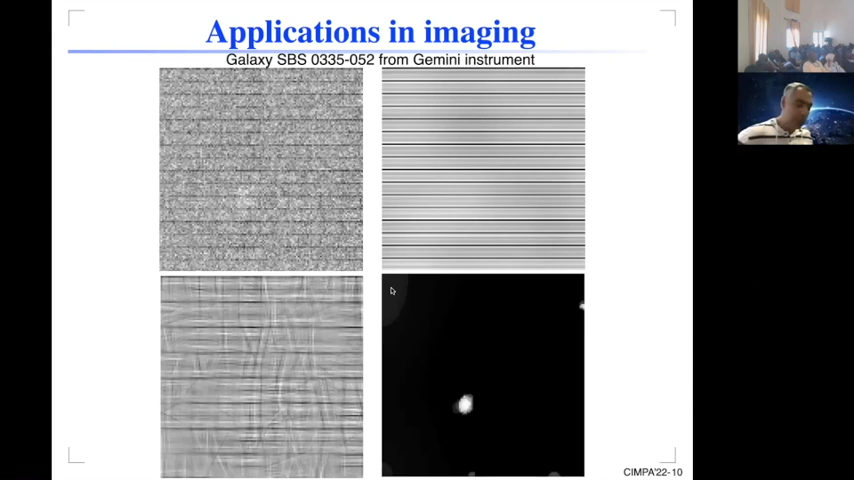 Applications in imaging
Galaxy SBS 0335-052 from Gemini instrument
CIMPA'22-10